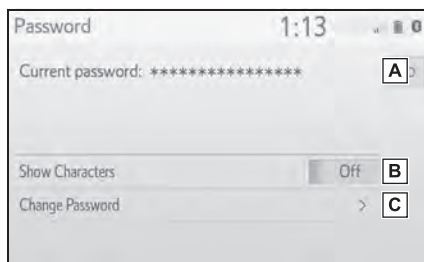 Password 1:13
Current password: **************** A
Show Characters Off B
Change Password > C